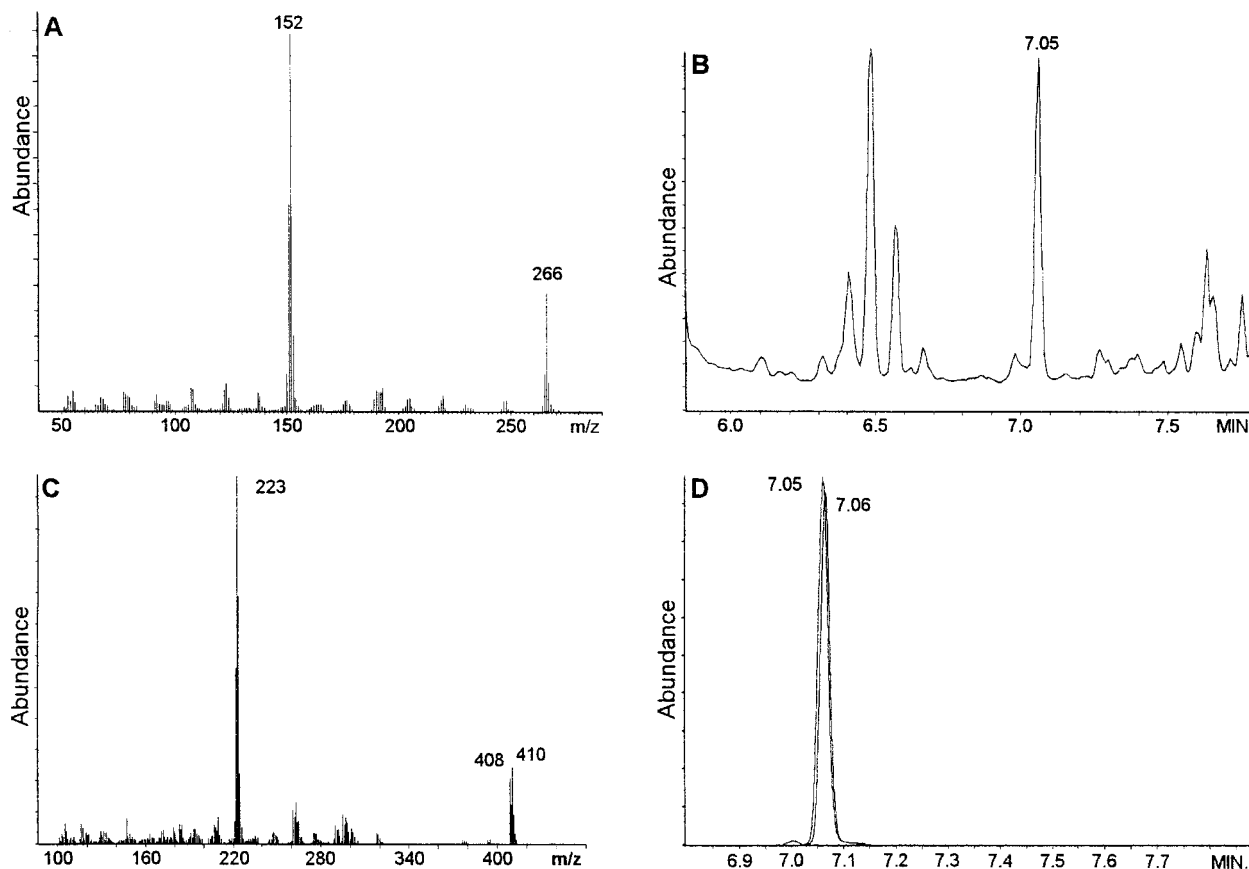 A
152
266
Abundance
50 100 150 200 250 m/z
B
7.05
Abundance
6.0 6.5 7.0 7.5 MIN.
C
223
408 410
Abundance
100 160 220 280 340 400 m/z
D
7.05
7.06
Abundance
6.9 7.0 7.1 7.2 7.3 7.4 7.5 7.6 7.7 MIN.